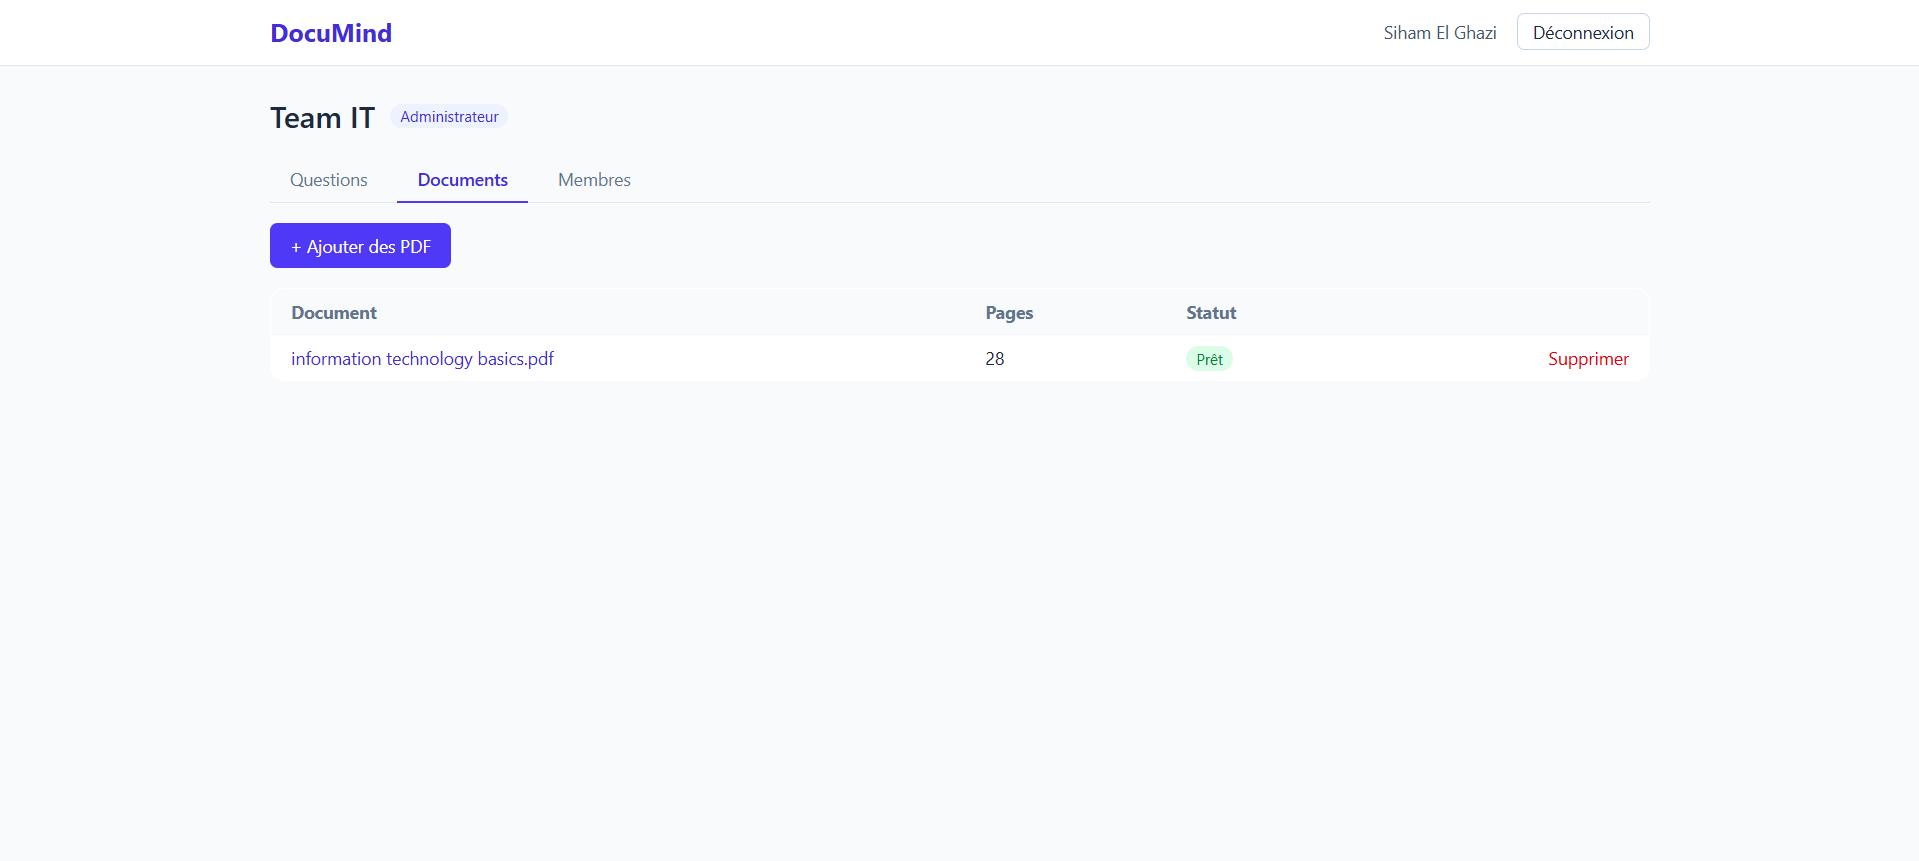 DocuMind
Siham El Ghazi
Déconnexion
Team IT
Administrateur
Questions
Documents
Membres
+ Ajouter des PDF
Document
Pages
Statut
information technology basics.pdf
28
Prêt
Supprimer